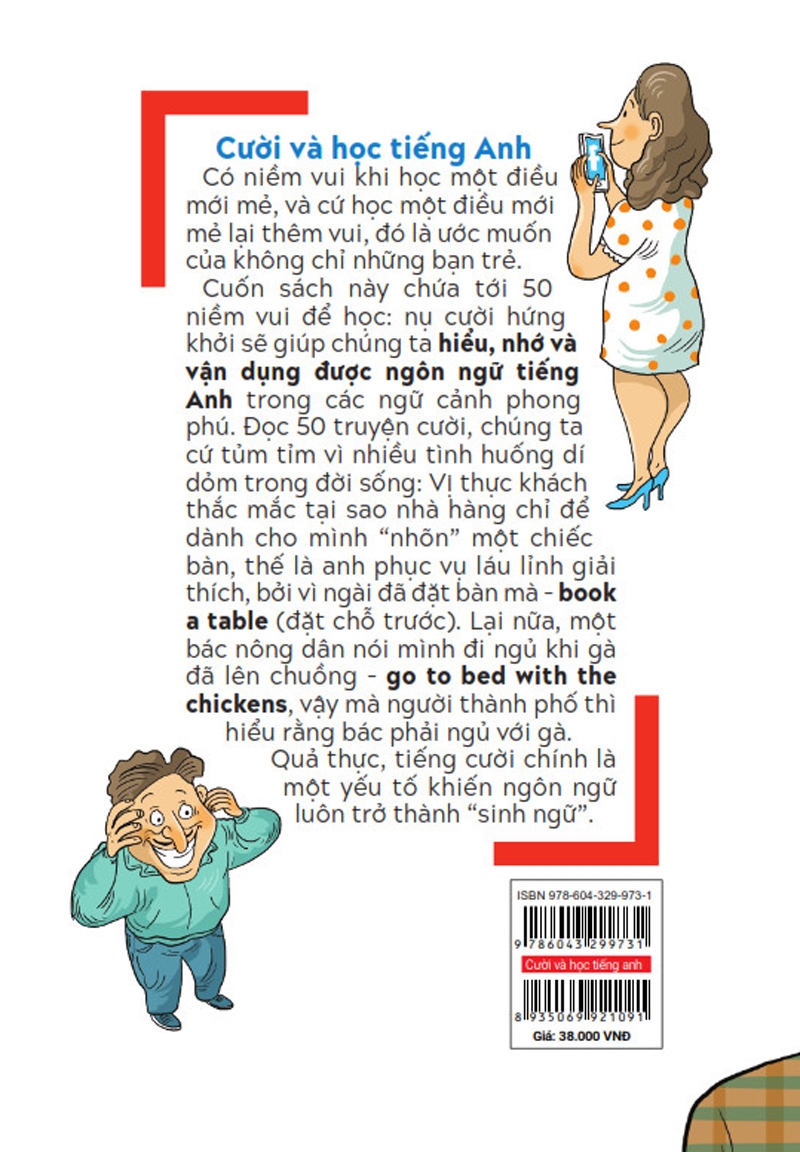 Cười và học tiếng Anh
Có niềm vui khi học một điều
mới mẻ, và cứ học một điều mới
mẻ lại thêm vui, đó là ước muốn
của không chỉ những bạn trẻ.
Cuốn sách này chứa tới 50
niềm vui để học: nụ cười hứng
khởi sẽ giúp chúng ta hiểu, nhớ và
vận dụng được ngôn ngữ tiếng
Anh trong các ngữ cảnh phong
phú. Đọc 50 truyện cười, chúng ta
cứ tủm tỉm vì nhiều tình huống dí
dỏm trong đời sống: Vị thực khách
thắc mắc tại sao nhà hàng chỉ để
dành cho mình “nhõn” một chiếc
bàn, thế là anh phục vụ láu lỉnh giải
thích, bởi vì ngài đã đặt bàn mà - book
a table (đặt chỗ trước). Lại nữa, một
bác nông dân nói mình đi ngủ khi gà
đã lên chuồng - go to bed with the
chickens, vậy mà người thành phố thì
hiểu rằng bác phải ngủ với gà.
Quả thực, tiếng cười chính là
một yếu tố khiến ngôn ngữ
luôn trở thành “sinh ngữ”.
f
ISBN 978-604-329-973-1
9 786043 299731
Cười và học tiếng anh
8 935069 921091
Giá: 38.000 VNĐ